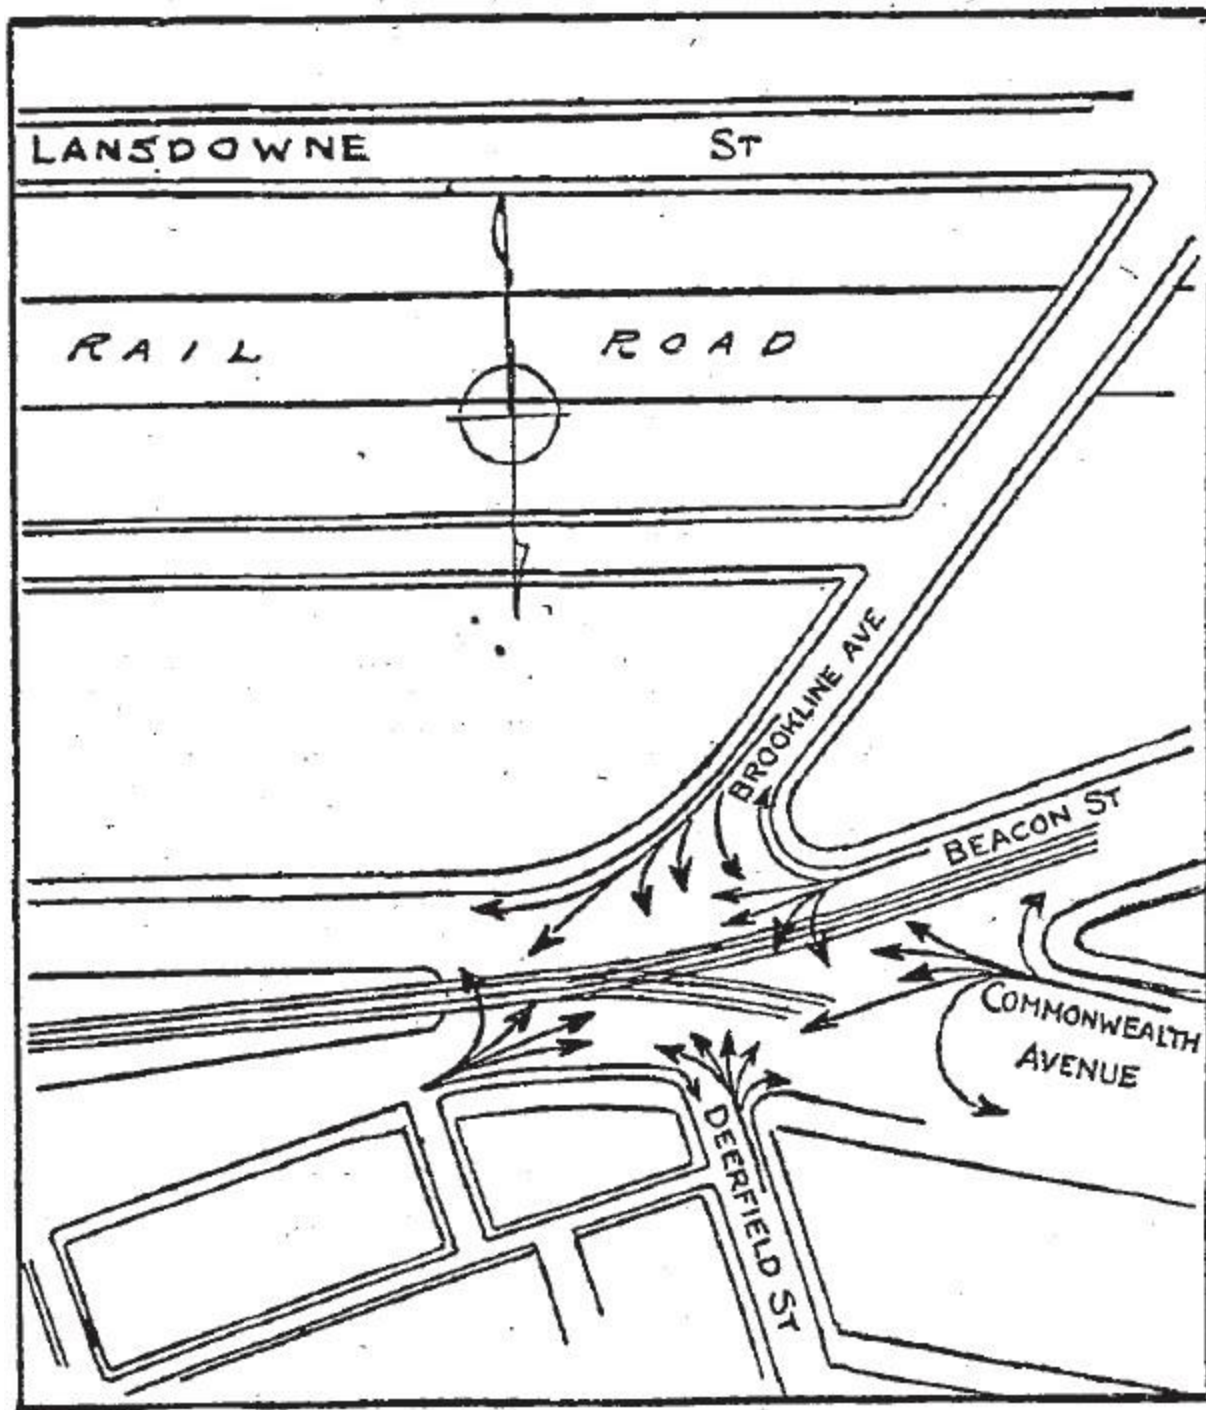 LANSDOWNE ST
RAIL ROAD
BROOKLINE AVE
BEACON ST
COMMONWEALTH
AVENUE
DEERFIELD ST